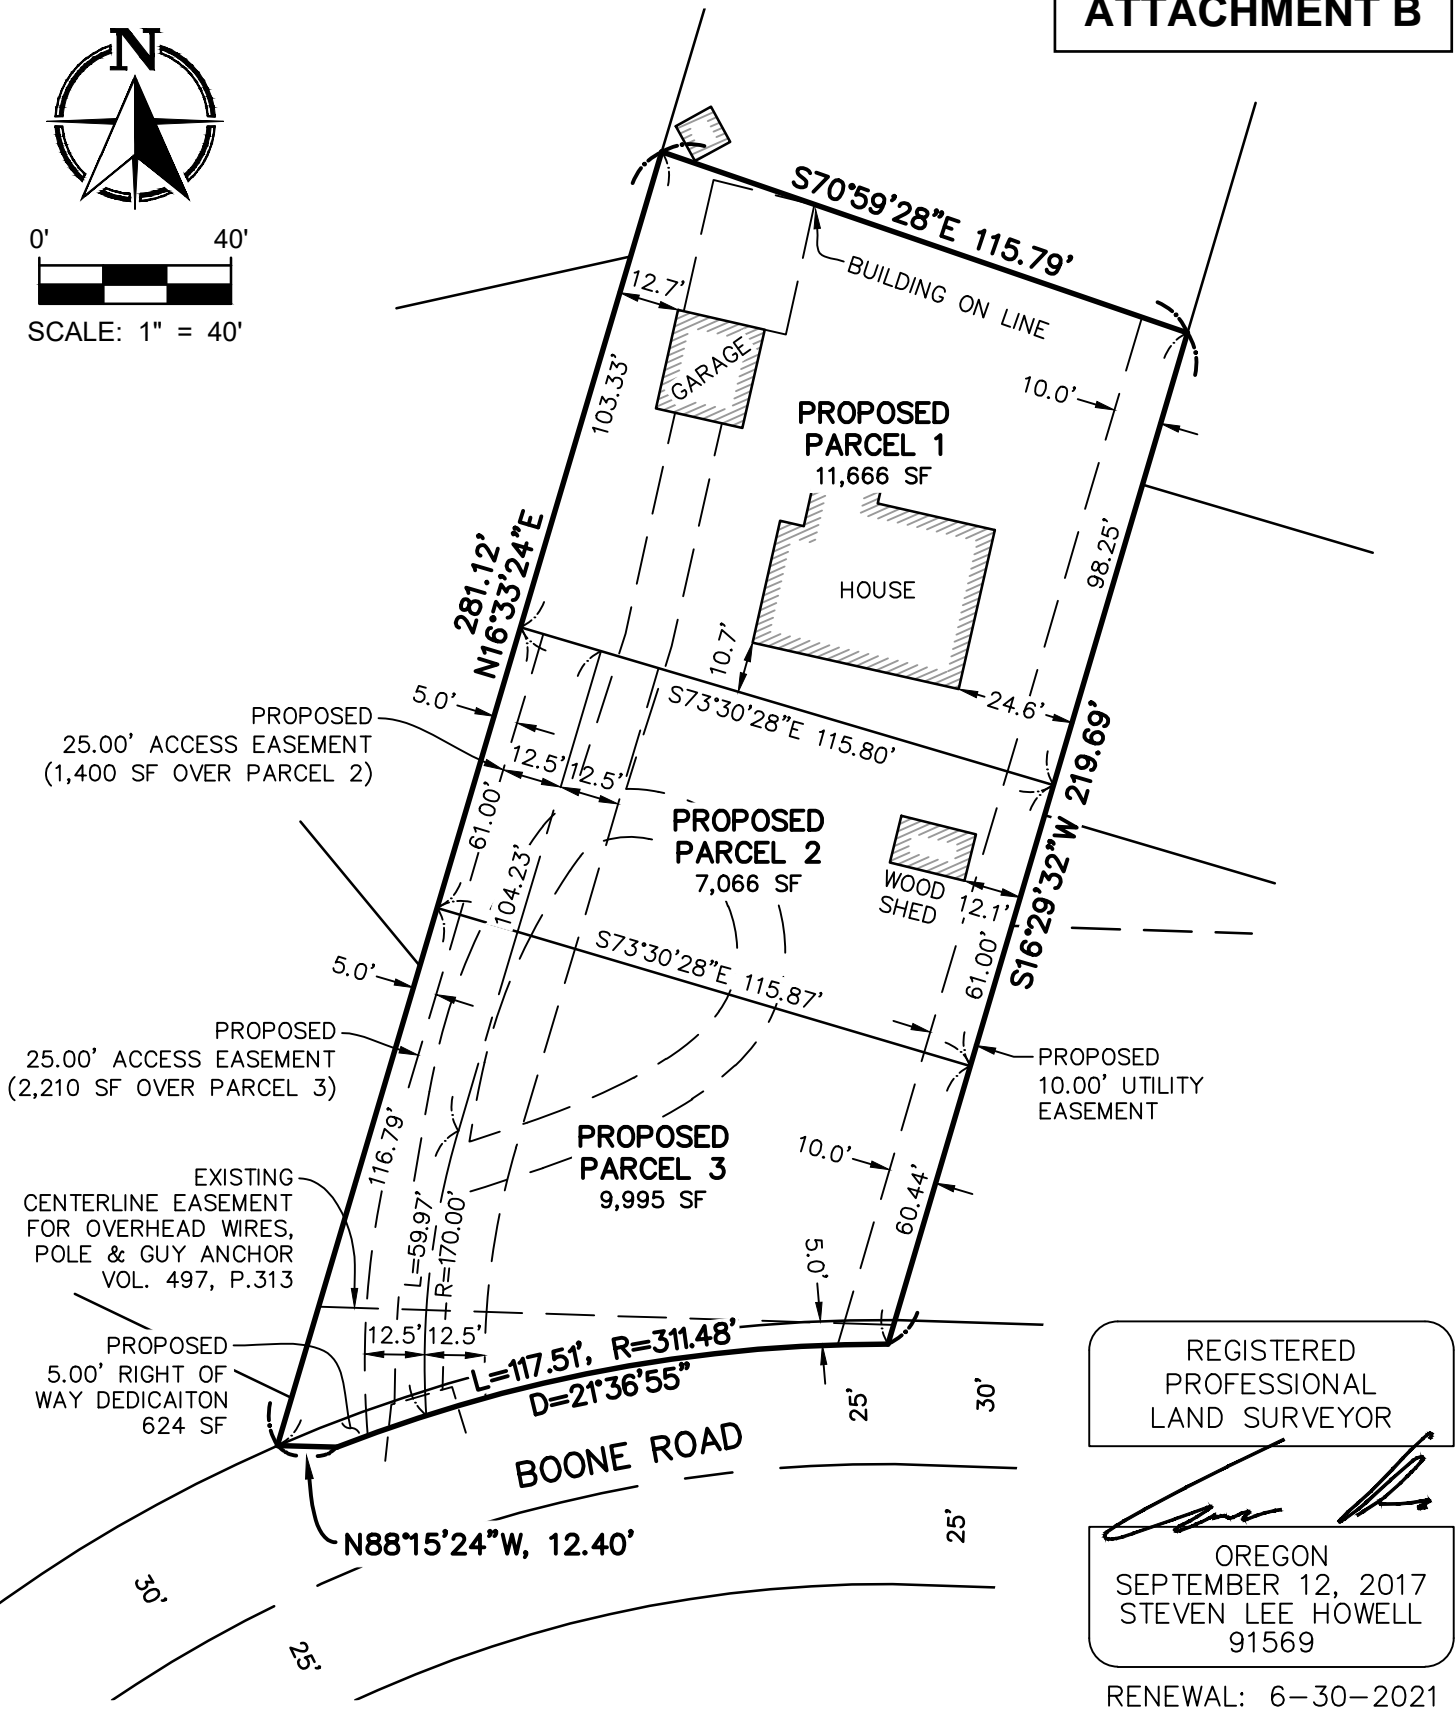 ATTACHMENT B
N
0' 40'
SCALE: 1" = 40'
S70°59'28"E 115.79'
BUILDING ON LINE
12.7'
GARAGE
103.33'
10.0'
PROPOSED
PARCEL 1
11,666 SF
HOUSE
98.25'
281.12'
N16°33'24"E
10.7'
24.6'
S73°30'28"E 115.80'
5.0'
PROPOSED
25.00' ACCESS EASEMENT
(1,400 SF OVER PARCEL 2)
12.5' 12.5'
61.00'
104.23'
PROPOSED
PARCEL 2
7,066 SF
WOOD
SHED
12.1'
S16°29'32"W 219.69'
61.00'
S73°30'28"E 115.87'
5.0'
PROPOSED
25.00' ACCESS EASEMENT
(2,210 SF OVER PARCEL 3)
PROPOSED
10.00' UTILITY
EASEMENT
116.79'
PROPOSED
PARCEL 3
9,995 SF
10.0'
60.44'
EXISTING
CENTERLINE EASEMENT
FOR OVERHEAD WIRES,
POLE & GUY ANCHOR
VOL. 497, P.313
L=59.97'
R=170.00'
5.0'
12.5' 12.5'
PROPOSED
5.00' RIGHT OF
WAY DEDICAITON
624 SF
L=117.51', R=311.48'
D=21°36'55"
25'
30'
BOONE ROAD
25'
N88°15'24"W, 12.40'
30'
25'
REGISTERED
PROFESSIONAL
LAND SURVEYOR
OREGON
SEPTEMBER 12, 2017
STEVEN LEE HOWELL
91569
RENEWAL: 6-30-2021